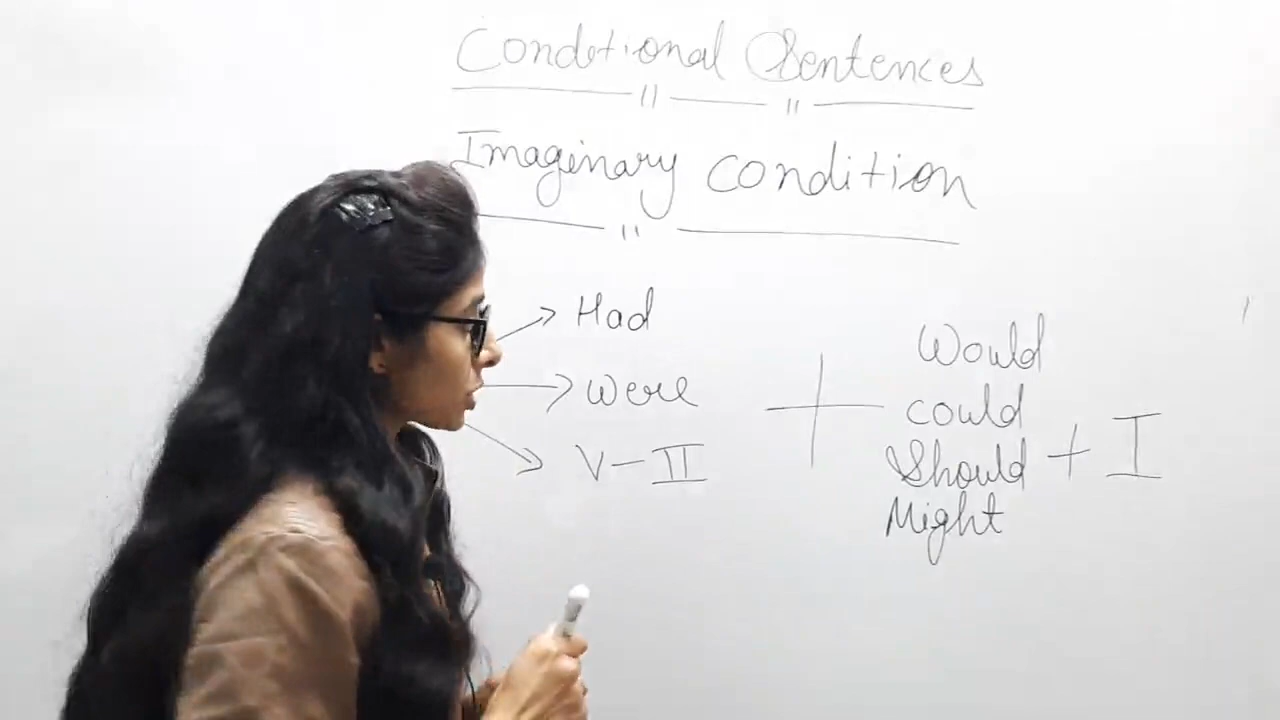 Conditional Sentences
Imaginary condition
Had
Were
V-II
Would
could
Should + I
Might